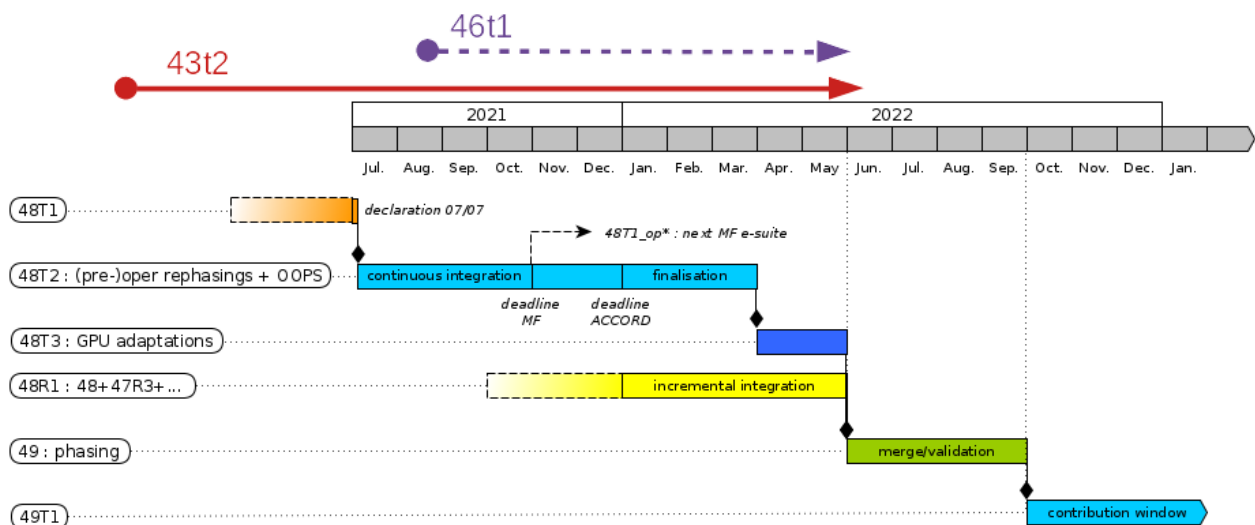 46t1
43t2
2021 2022
Jul. Aug. Sep. Oct. Nov. Dec. Jan. Feb. Mar. Apr. May Jun. Jul. Aug. Sep. Oct. Nov. Dec. Jan.
48T1 declaration 07/07
48T1_op* : next MF e-suite
48T2 : (pre-)oper rephasings + OOPS continuous integration finalisation
deadline deadline
MF ACCORD
48T3 : GPU adaptations
48R1 : 48+47R3+... incremental integration
49 : phasing merge/validation
49T1 contribution window